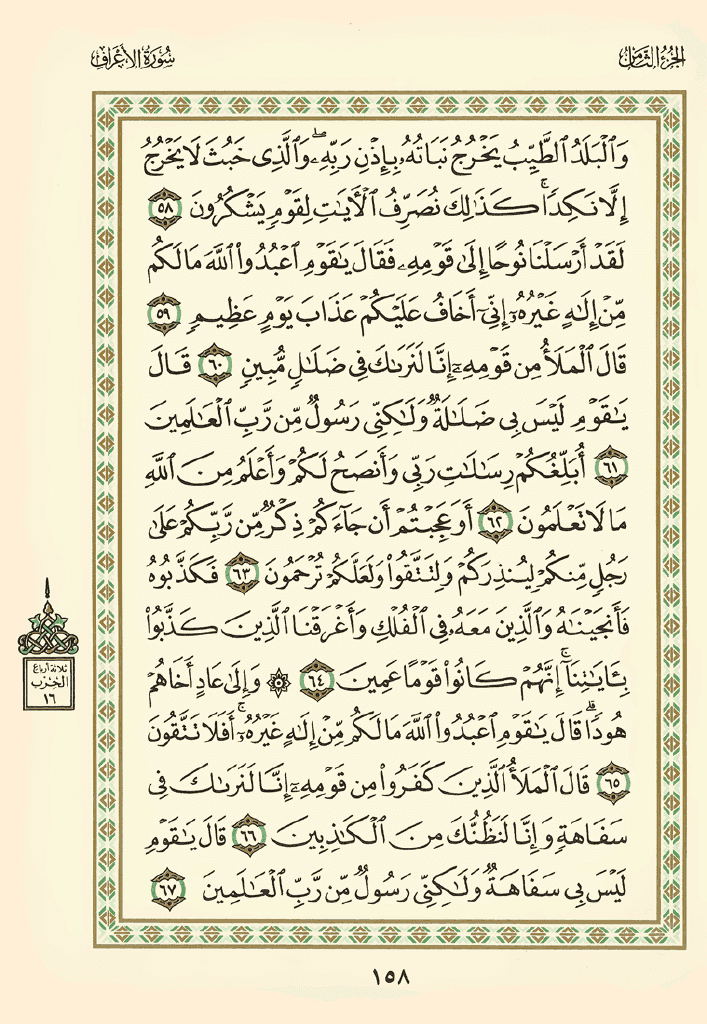 الجزء الثامن
سورة الأعراف
وَٱلْبَلَدُ ٱلطَّيِّبُ يَخْرُجُ نَبَاتُهُۥ بِإِذْنِ رَبِّهِۦۖ وَٱلَّذِى خَبُثَ لَا يَخْرُجُ
إِلَّا نَكِدًاۚ كَذَٰلِكَ نُصَرِّفُ ٱلْءَايَٰتِ لِقَوْمٍ يَشْكُرُونَ ٥٨
لَقَدْ أَرْسَلْنَا نُوحًا إِلَىٰ قَوْمِهِۦ فَقَالَ يَٰقَوْمِ ٱعْبُدُوا۟ ٱللَّهَ مَا لَكُم
مِّنْ إِلَٰهٍ غَيْرُهُۥٓ إِنِّىٓ أَخَافُ عَلَيْكُمْ عَذَابَ يَوْمٍ عَظِيمٍ ٥٩
قَالَ ٱلْمَلَأُ مِن قَوْمِهِۦٓ إِنَّا لَنَرَىٰكَ فِى ضَلَٰلٍ مُّبِينٍ ٦٠ قَالَ
يَٰقَوْمِ لَيْسَ بِى ضَلَٰلَةٌ وَلَٰكِنِّى رَسُولٌ مِّن رَّبِّ ٱلْعَٰلَمِينَ
٦١ أُبَلِّغُكُمْ رِسَٰلَٰتِ رَبِّى وَأَنصَحُ لَكُمْ وَأَعْلَمُ مِنَ ٱللَّهِ
مَا لَا تَعْلَمُونَ ٦٢ أَوَعَجِبْتُمْ أَن جَآءَكُمْ ذِكْرٌ مِّن رَّبِّكُمْ عَلَىٰ
رَجُلٍ مِّنكُمْ لِيُنذِرَكُمْ وَلِتَتَّقُوا۟ وَلَعَلَّكُمْ تُرْحَمُونَ ٦٣ فَكَذَّبُوهُ
فَأَنجَيْنَٰهُ وَٱلَّذِينَ مَعَهُۥ فِى ٱلْفُلْكِ وَأَغْرَقْنَا ٱلَّذِينَ كَذَّبُوا۟
بِـَٔايَٰتِنَآۚ إِنَّهُمْ كَانُوا۟ قَوْمًا عَمِينَ ٦٤ ۞ وَإِلَىٰ عَادٍ أَخَاهُمْ
هُودًاۗ قَالَ يَٰقَوْمِ ٱعْبُدُوا۟ ٱللَّهَ مَا لَكُم مِّنْ إِلَٰهٍ غَيْرُهُۥٓۚ أَفَلَا تَتَّقُونَ
٦٥ قَالَ ٱلْمَلَأُ ٱلَّذِينَ كَفَرُوا۟ مِن قَوْمِهِۦٓ إِنَّا لَنَرَىٰكَ فِى
سَفَاهَةٍ وَإِنَّا لَنَظُنُّكَ مِنَ ٱلْكَٰذِبِينَ ٦٦ قَالَ يَٰقَوْمِ
لَيْسَ بِى سَفَاهَةٌ وَلَٰكِنِّى رَسُولٌ مِّن رَّبِّ ٱلْعَٰلَمِينَ ٦٧
ثلاثة أرباع
الحزب
١٦
١٥٨